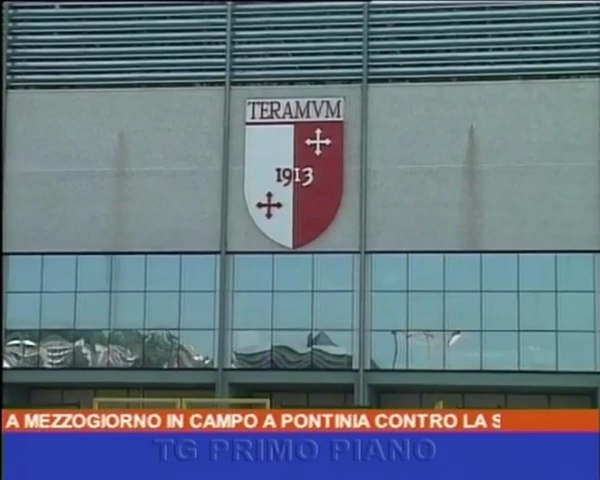 TERAMVM
1913
A MEZZOGIORNO IN CAMPO A PONTINIA CONTRO LA S
TG PRIMO PIANO